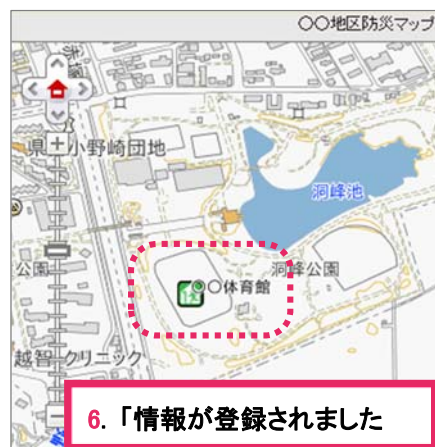 ○○地区防災マップ
赤塚
県
小野崎団地
洞峰池
公園
洞峰公園
○○体育館
越智クリニック
6. 「情報が登録されました